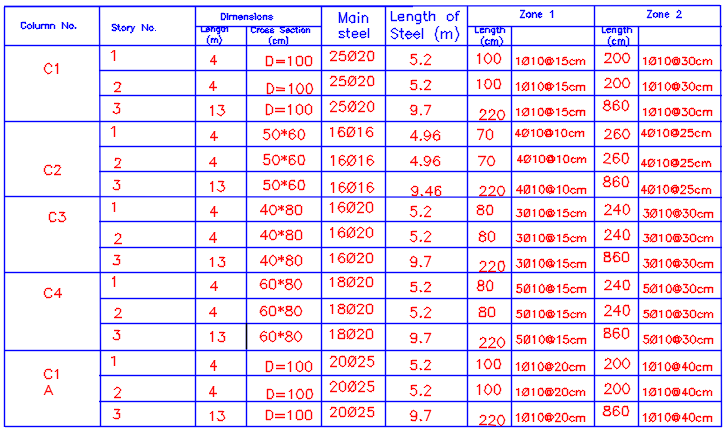 Column No. Story No. Dimensions Main steel Length of Steel (m) Zone 1 Zone 2
Length (m) Cross Section (cm) Length (cm) Length (cm)
C1 1 4 D=100 25Ø20 5.2 100 1Ø10@15cm 200 1Ø10@30cm
2 4 D=100 25Ø20 5.2 100 1Ø10@15cm 200 1Ø10@30cm
3 13 D=100 25Ø20 9.7 220 1Ø10@15cm 860 1Ø10@30cm
C2 1 4 50*60 16Ø16 4.96 70 4Ø10@10cm 260 4Ø10@25cm
2 4 50*60 16Ø16 4.96 70 4Ø10@10cm 260 4Ø10@25cm
3 13 50*60 16Ø16 9.46 220 4Ø10@10cm 860 4Ø10@25cm
C3 1 4 40*80 16Ø20 5.2 80 3Ø10@15cm 240 3Ø10@30cm
2 4 40*80 16Ø20 5.2 80 3Ø10@15cm 240 3Ø10@30cm
3 13 40*80 16Ø20 9.7 220 3Ø10@15cm 860 3Ø10@30cm
C4 1 4 60*80 18Ø20 5.2 80 5Ø10@15cm 240 5Ø10@30cm
2 4 60*80 18Ø20 5.2 80 5Ø10@15cm 240 5Ø10@30cm
3 13 60*80 18Ø20 9.7 220 5Ø10@15cm 860 5Ø10@30cm
C1 A 1 4 D=100 20Ø25 5.2 100 1Ø10@20cm 200 1Ø10@40cm
2 4 D=100 20Ø25 5.2 100 1Ø10@20cm 200 1Ø10@40cm
3 13 D=100 20Ø25 9.7 220 1Ø10@20cm 860 1Ø10@40cm